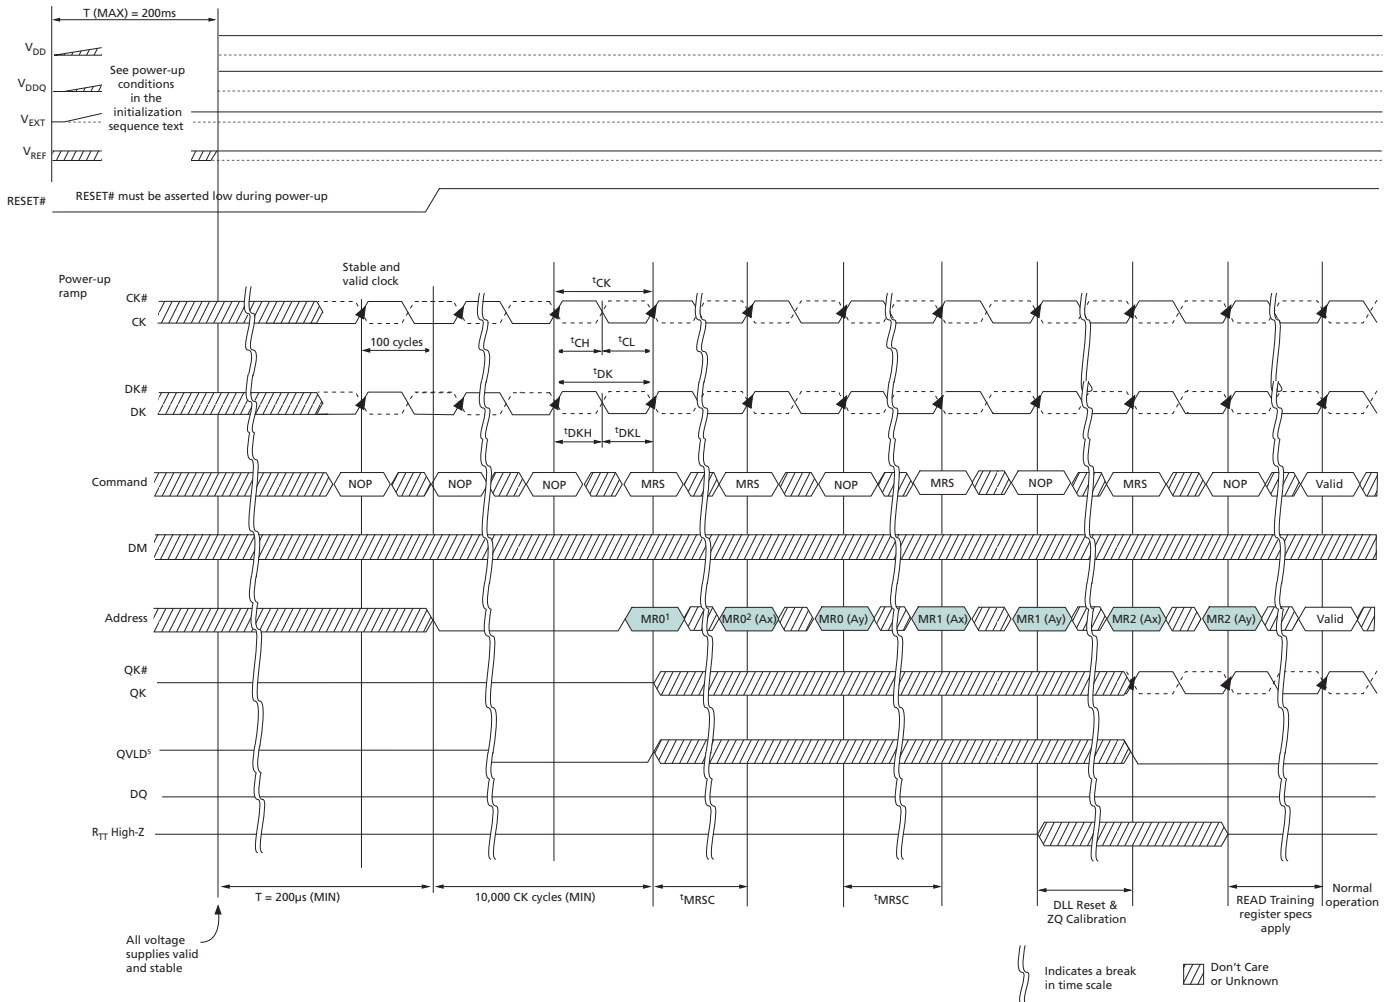 T (MAX) = 200ms
VDD
VDDQ
VEXT
VREF
See power-up
conditions
in the
initialization
sequence text
RESET#
RESET# must be asserted low during power-up
Power-up
ramp
Stable and
valid clock
CK#
CK
tCK
100 cycles
tCH
tCL
DK#
DK
tDK
tDKH
tDKL
Command
NOP
NOP
NOP
MRS
MRS
NOP
MRS
NOP
MRS
NOP
Valid
DM
Address
MR0¹
MR0² (Ax)
MR0 (Ay)
MR1 (Ax)
MR1 (Ay)
MR2 (Ax)
MR2 (Ay)
Valid
QK#
QK
QVLD⁵
DQ
RTT High-Z
T = 200µs (MIN)
10,000 CK cycles (MIN)
tMRSC
tMRSC
DLL Reset &
ZQ Calibration
READ Training
register specs
apply
Normal
operation
All voltage
supplies valid
and stable
Indicates a break
in time scale
Don't Care
or Unknown